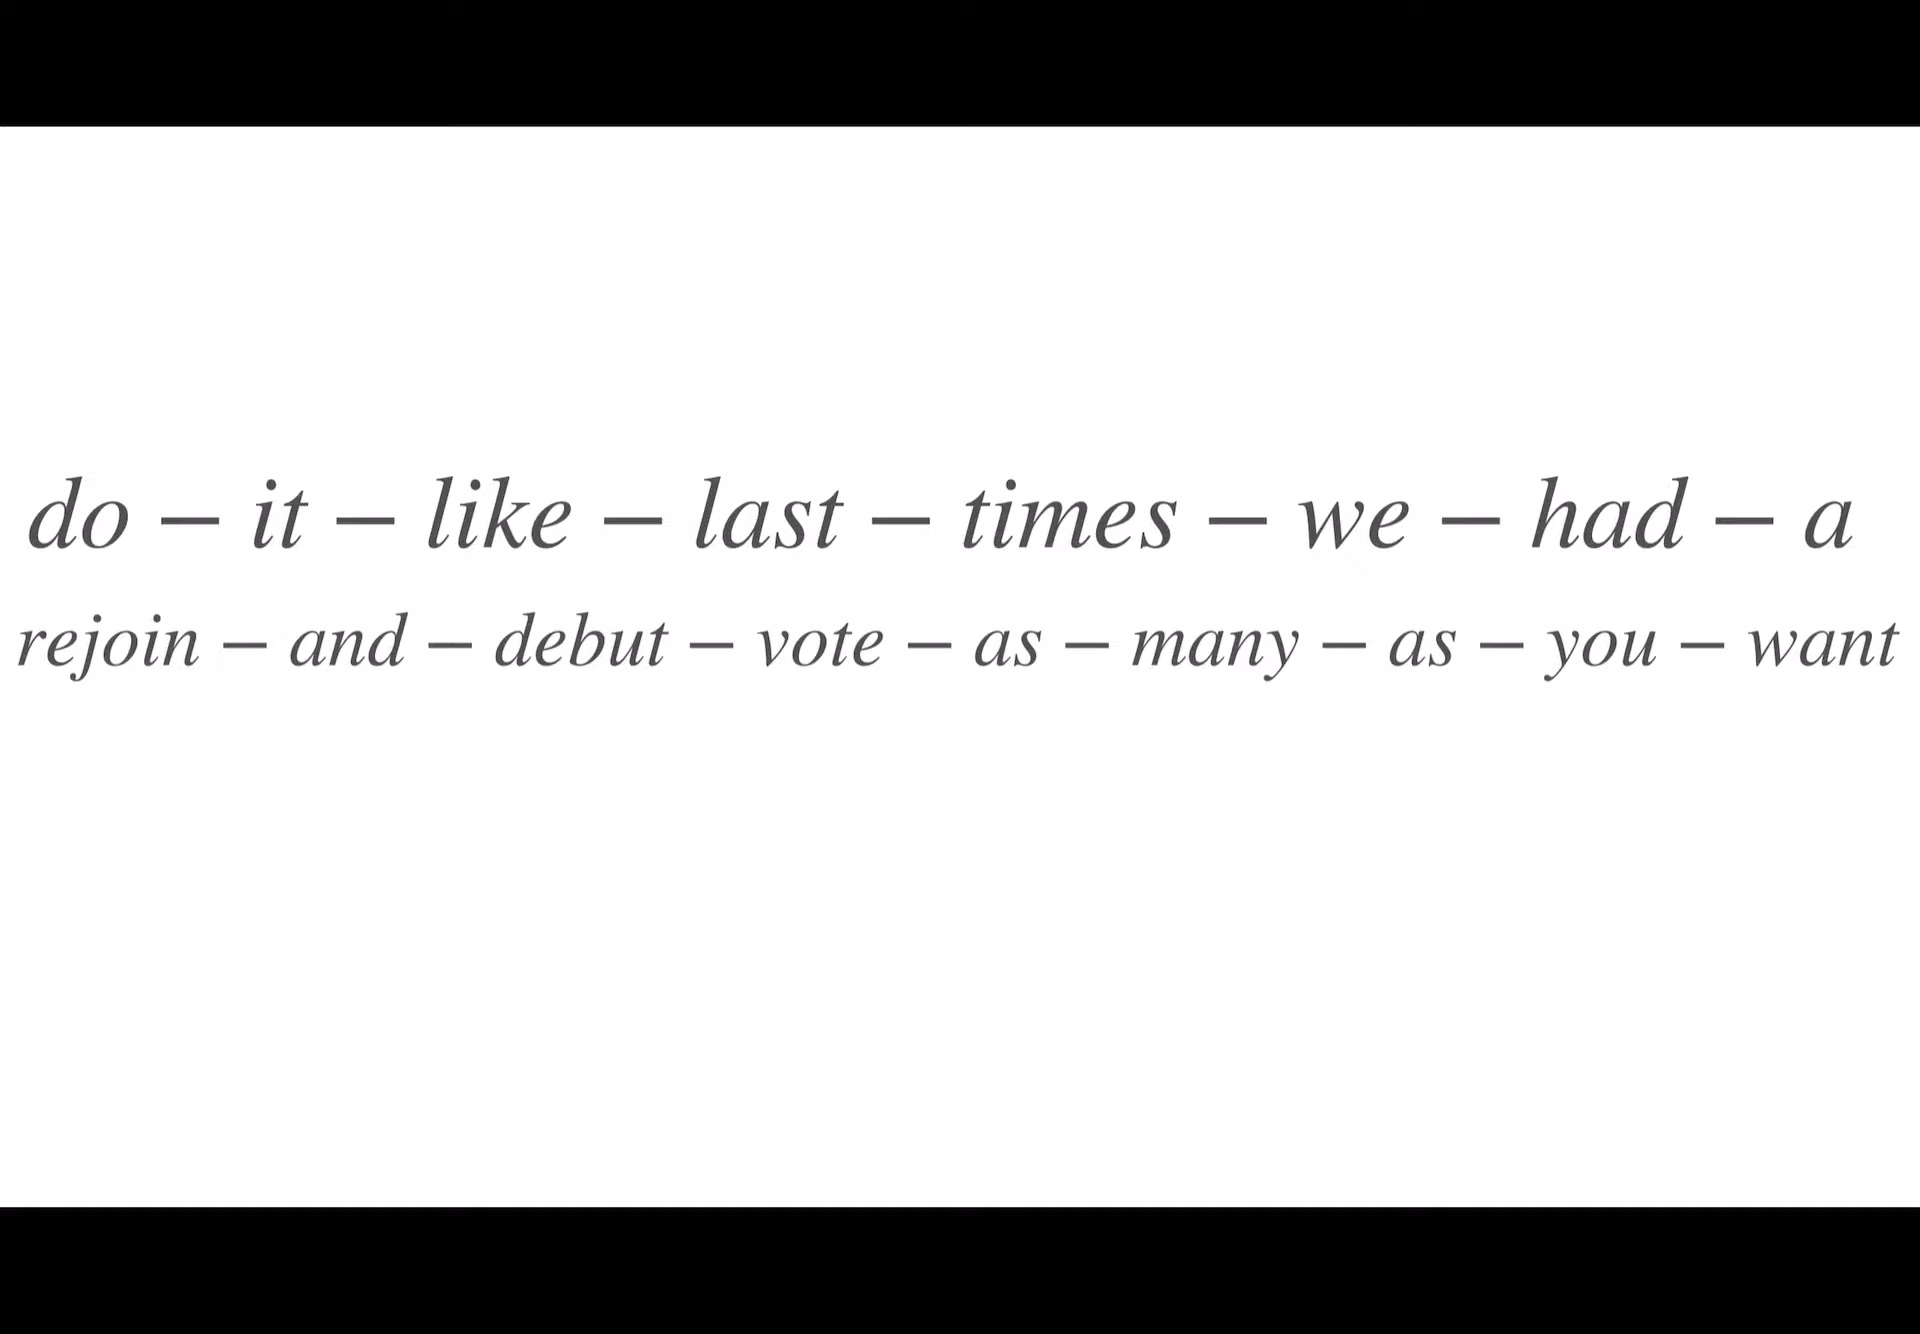 do – it – like – last – times – we – had – a
rejoin – and – debut – vote – as – many – as – you – want